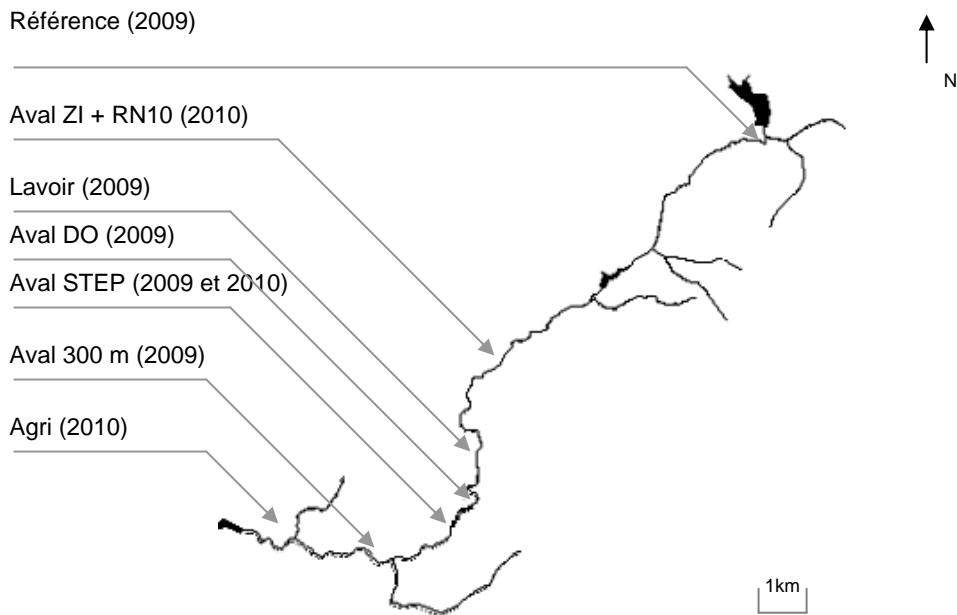 Référence (2009)
N
Aval ZI + RN10 (2010)
Lavoir (2009)
Aval DO (2009)
Aval STEP (2009 et 2010)
Aval 300 m (2009)
Agri (2010)
1km